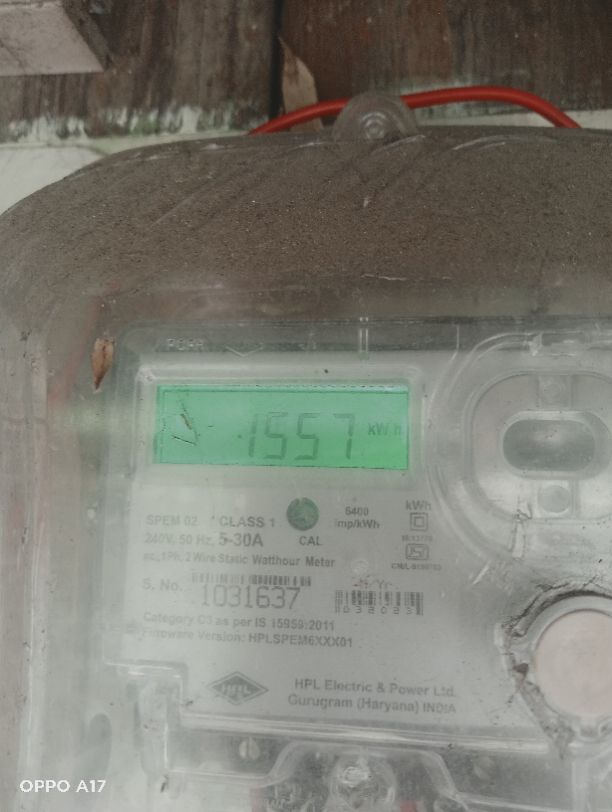 1557 kWh
SPEM 02 * CLASS 1
240V, 50 Hz, 5-30A
ac, 1Ph, 2 Wire Static Watthour Meter
CAL
6400
imp/kWh
kWh
S. No.
1031637
032023
Category C3 as per IS 15959:2011
Firmware Version: HPLSPEM6XXX01
HPL
HPL Electric & Power Ltd.
Gurugram (Haryana) INDIA
OPPO A17